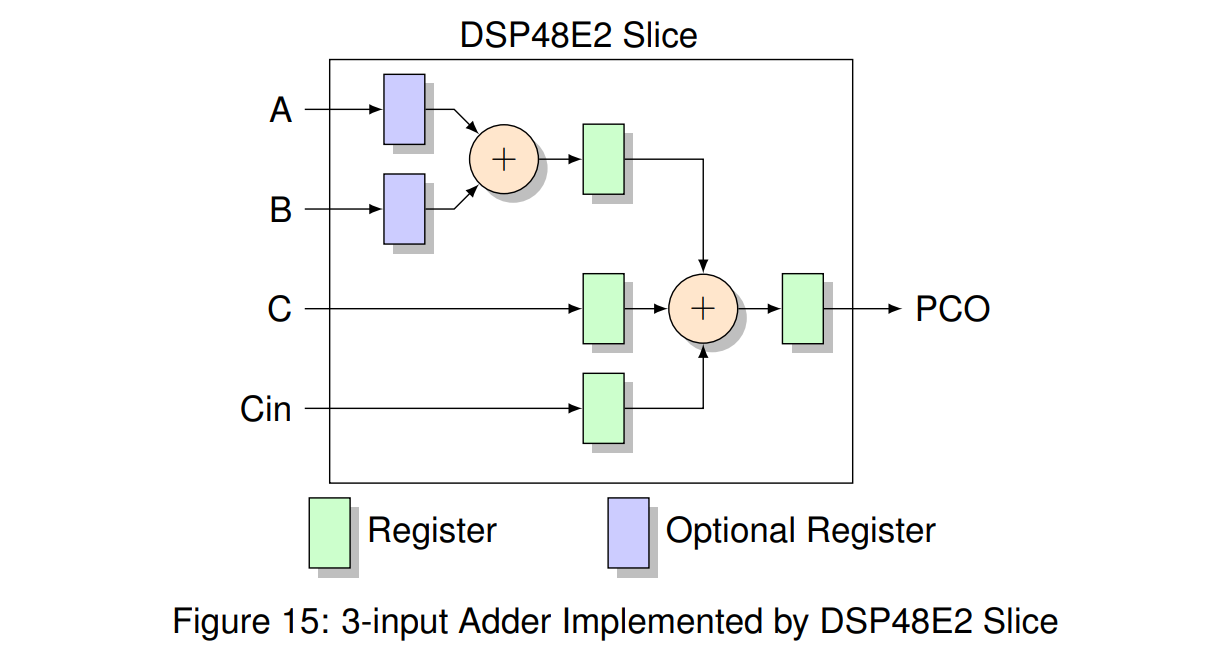 DSP48E2 Slice
A
+
B
C
+
PCO
Cin
Register
Optional Register
Figure 15: 3-input Adder Implemented by DSP48E2 Slice